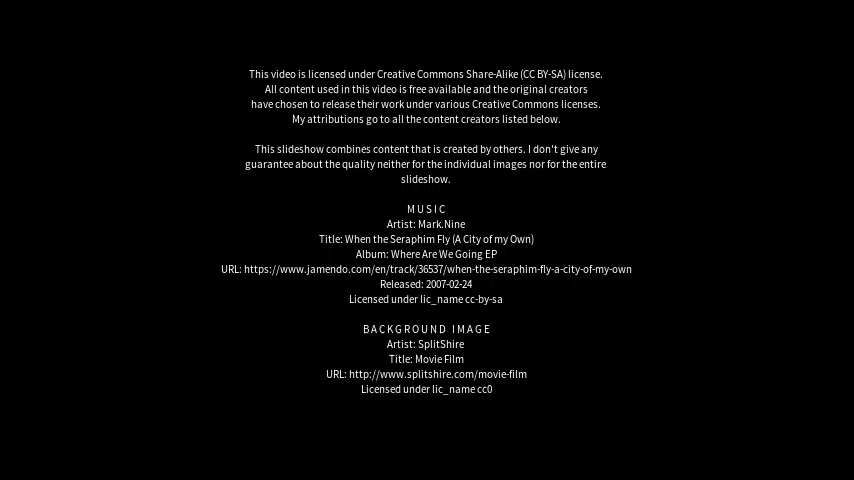 This video is licensed under Creative Commons Share-Alike (CC BY-SA) license.
All content used in this video is free available and the original creators
have chosen to release their work under various Creative Commons licenses.
My attributions go to all the content creators listed below.
This slideshow combines content that is created by others. I don't give any
guarantee about the quality neither for the individual images nor for the entire
slideshow.
MUSIC
Artist: Mark.Nine
Title: When the Seraphim Fly (A City of my Own)
Album: Where Are We Going EP
URL: https://www.jamendo.com/en/track/36537/when-the-seraphim-fly-a-city-of-my-own
Released: 2007-02-24
Licensed under lic_name cc-by-sa
BACKGROUND IMAGE
Artist: SplitShire
Title: Movie Film
URL: http://www.splitshire.com/movie-film
Licensed under lic_name cc0